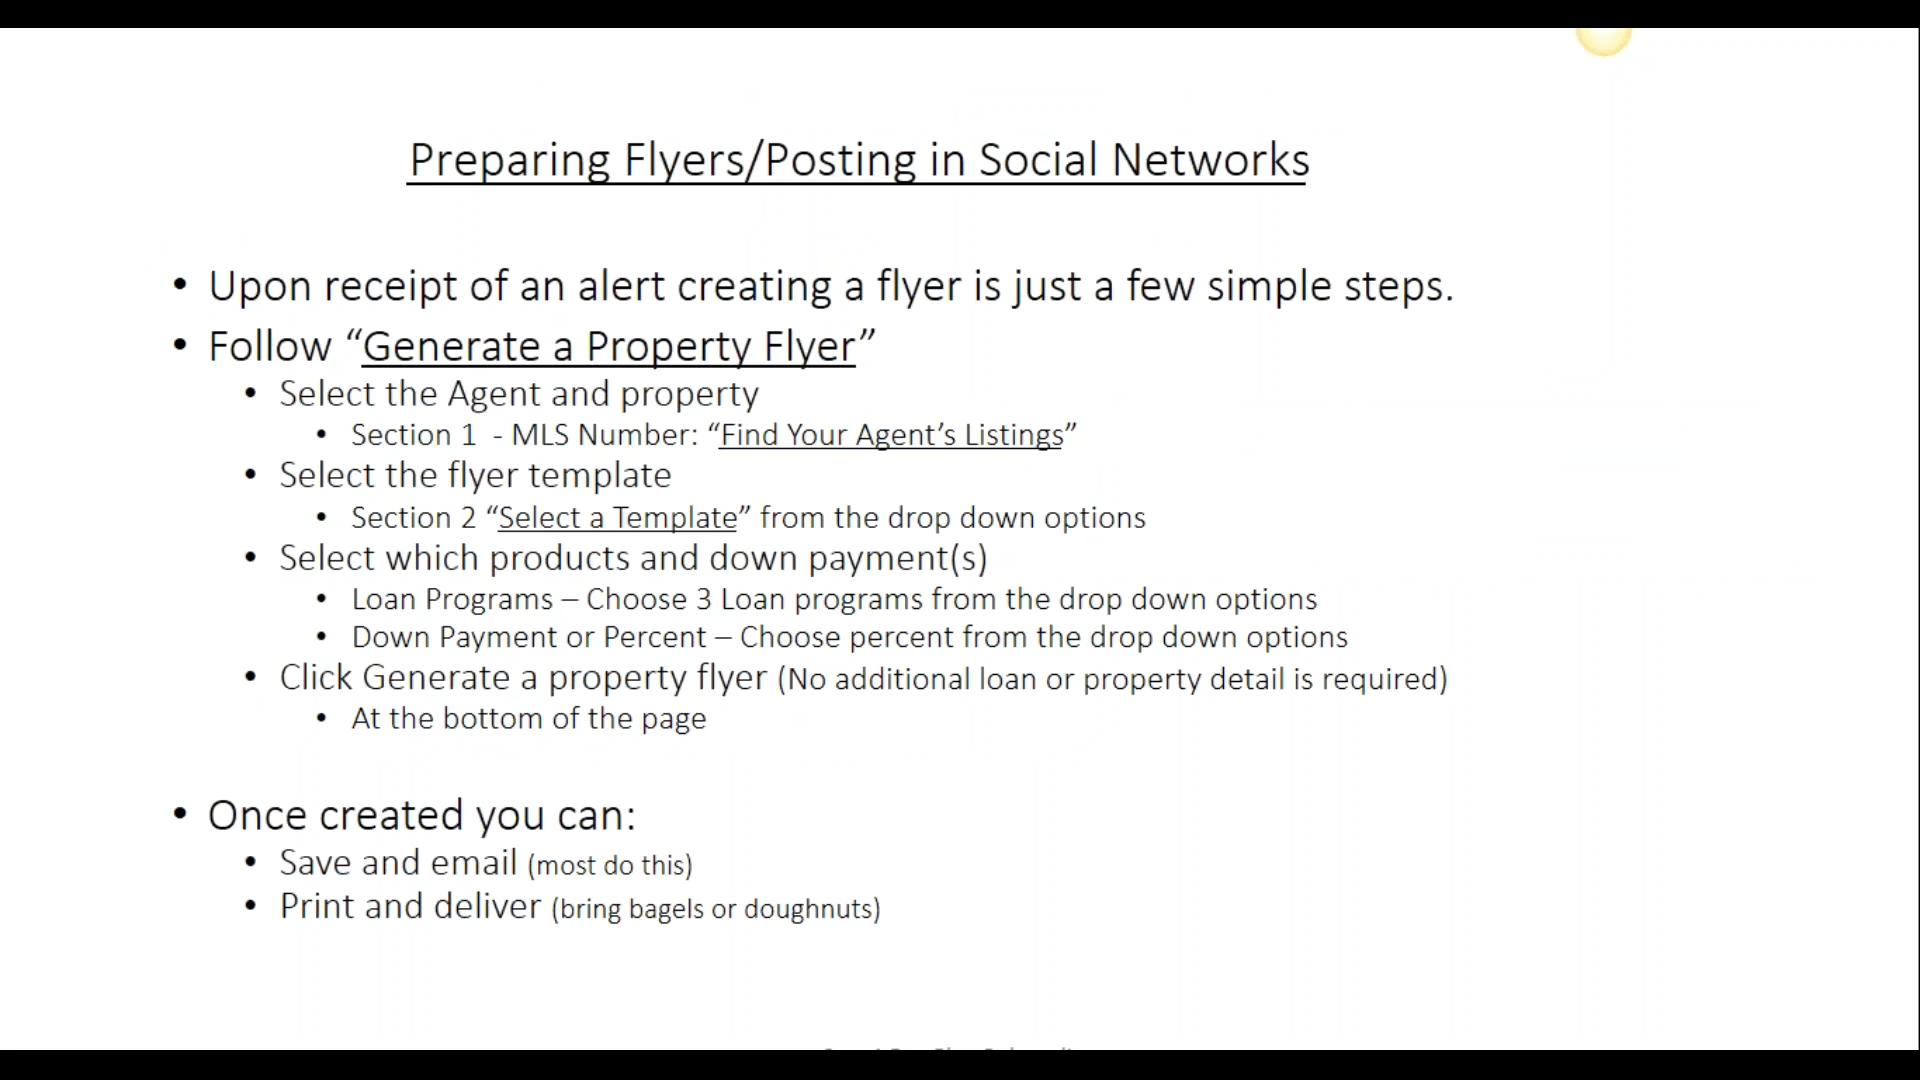 Preparing Flyers/Posting in Social Networks
• Upon receipt of an alert creating a flyer is just a few simple steps.
• Follow “Generate a Property Flyer”
• Select the Agent and property
• Section 1 - MLS Number: “Find Your Agent’s Listings”
• Select the flyer template
• Section 2 “Select a Template” from the drop down options
• Select which products and down payment(s)
• Loan Programs – Choose 3 Loan programs from the drop down options
• Down Payment or Percent – Choose percent from the drop down options
• Click Generate a property flyer (No additional loan or property detail is required)
• At the bottom of the page
• Once created you can:
• Save and email (most do this)
• Print and deliver (bring bagels or doughnuts)